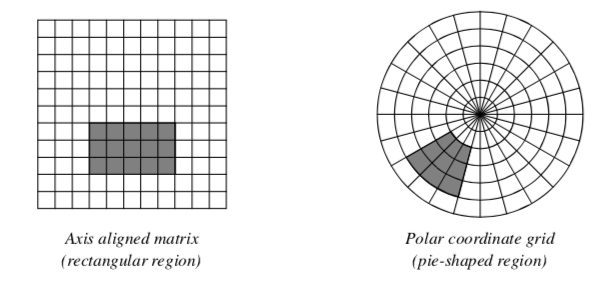 Axis aligned matrix
(rectangular region)
Polar coordinate grid
(pie-shaped region)